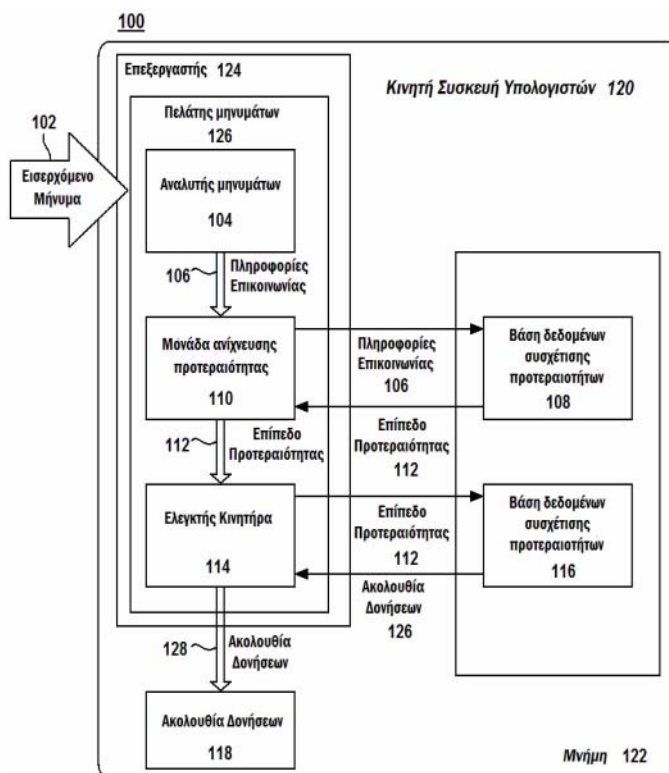 100
Επεξεργαστής 124
Κινητή Συσκευή Υπολογιστών 120
Πελάτης μηνυμάτων
126
102
Εισερχόμενο
Μήνυμα
Αναλυτής μηνυμάτων
104
106
Πληροφορίες
Επικοινωνίας
Μονάδα ανίχνευσης
προτεραιότητας
110
Πληροφορίες
Επικοινωνίας
106
Βάση δεδομένων
συσχέτισης
προτεραιοτήτων
108
112
Επίπεδο
Προτεραιότητας
Επίπεδο
Προτεραιότητας
112
Ελεγκτής Κινητήρα
114
Επίπεδο
Προτεραιότητας
112
Βάση δεδομένων
συσχέτισης
προτεραιοτήτων
116
Ακολουθία
Δονήσεων
126
128
Ακολουθία
Δονήσεων
Ακολουθία Δονήσεων
118
Μνήμη 122